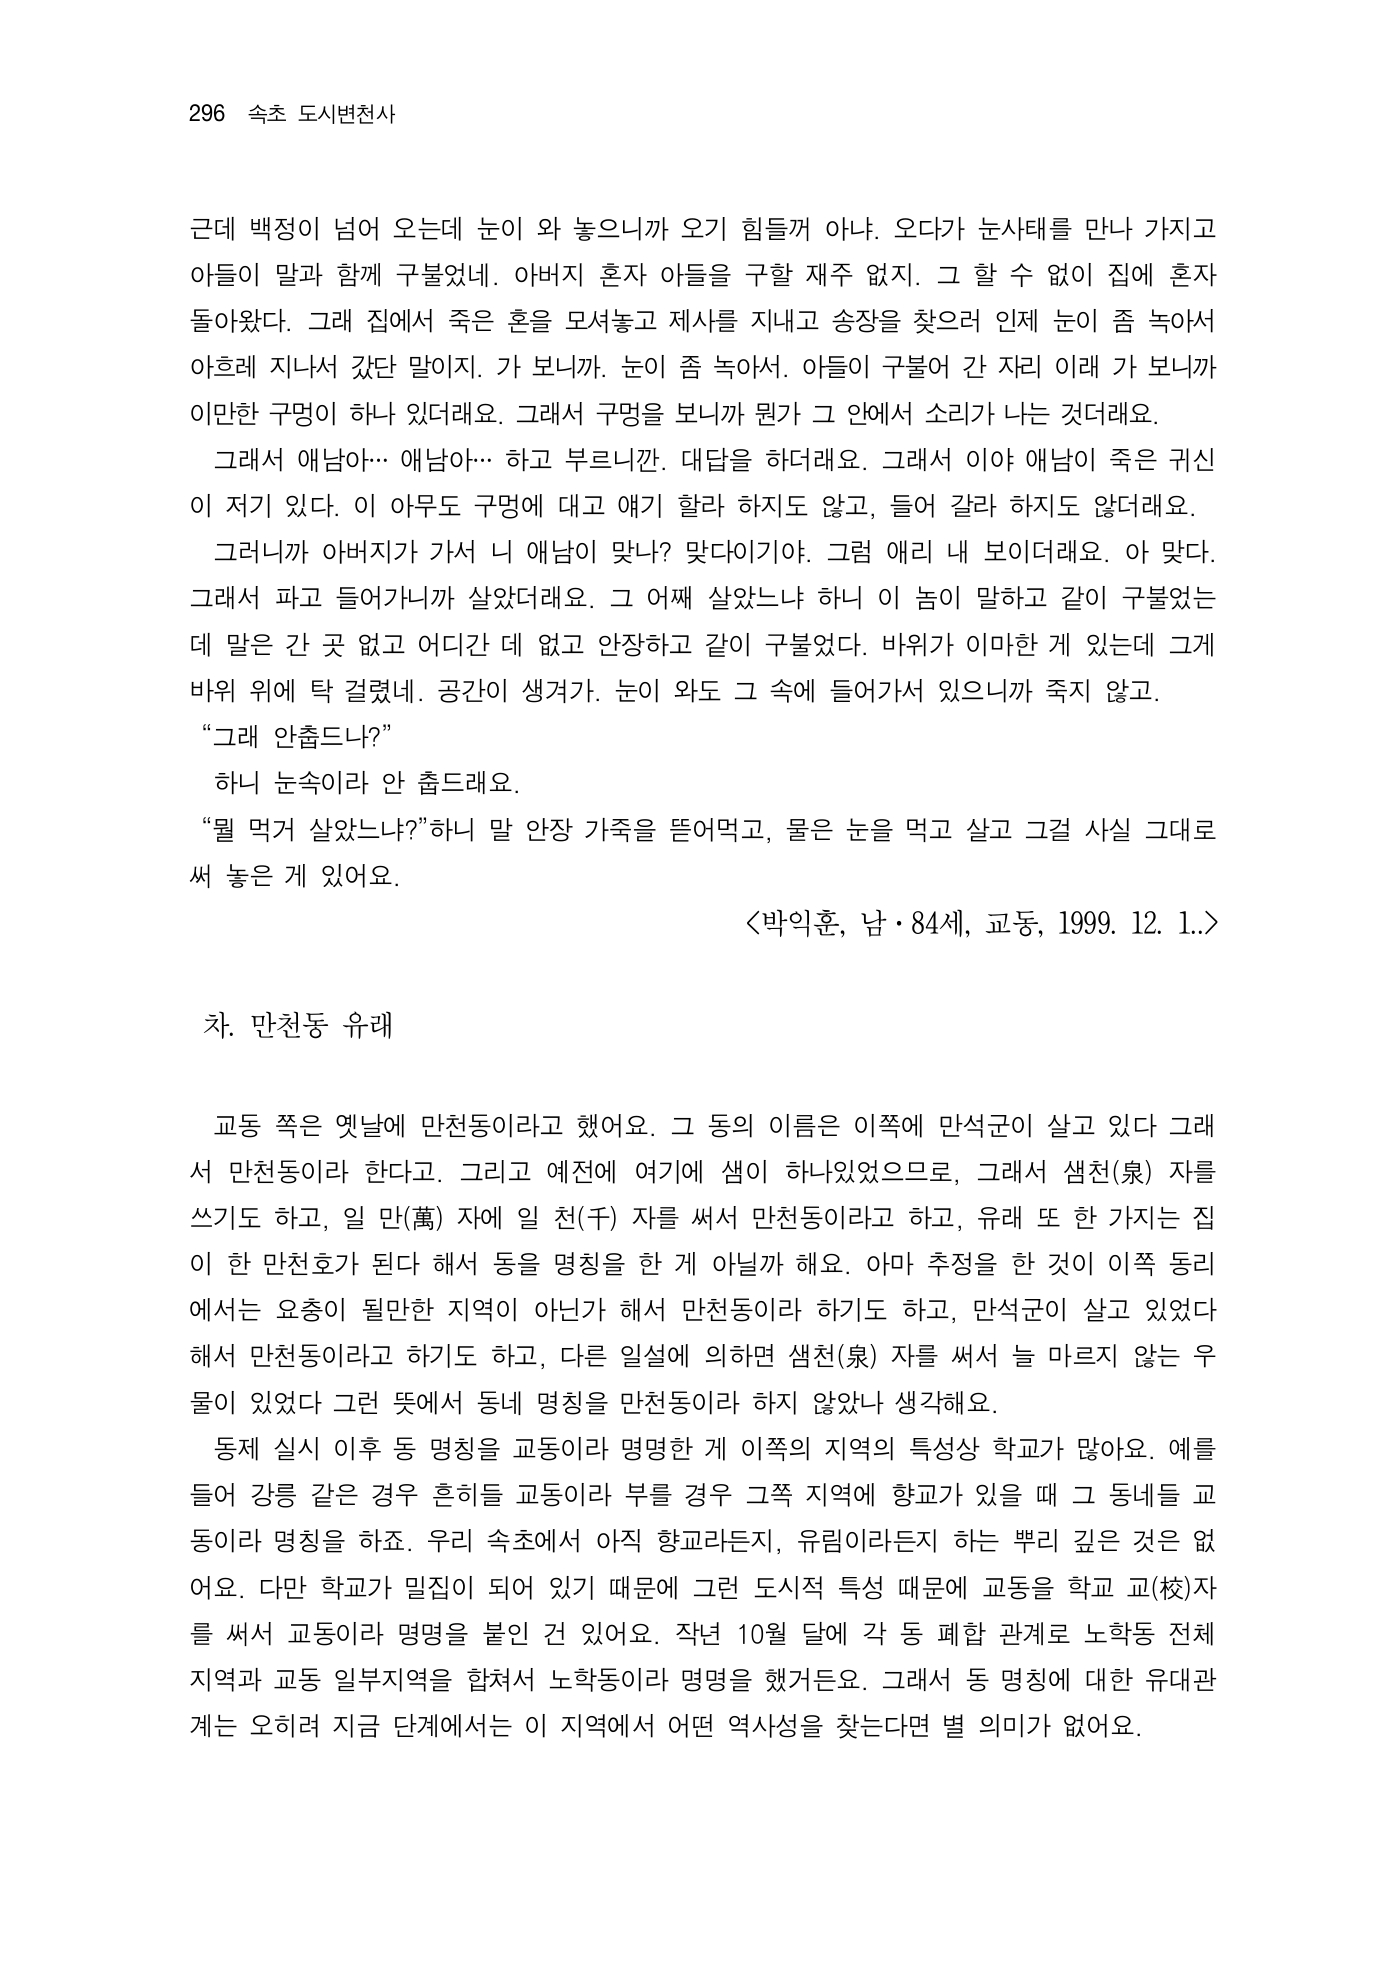 296 속초 도시변천사
근데 백정이 넘어 오는데 눈이 와 놓으니까 오기 힘들꺼 아냐. 오다가 눈사태를 만나 가지고
아들이 말과 함께 구불었네. 아버지 혼자 아들을 구할 재주 없지. 그 할 수 없이 집에 혼자
돌아왔다. 그래 집에서 죽은 혼을 모셔놓고 제사를 지내고 송장을 찾으러 인제 눈이 좀 녹아서
아흐레 지나서 갔단 말이지. 가 보니까. 눈이 좀 녹아서. 아들이 구불어 간 자리 이래 가 보니까
이만한 구멍이 하나 있더래요. 그래서 구멍을 보니까 뭔가 그 안에서 소리가 나는 것더래요.
그래서 애남아… 애남아… 하고 부르니깐. 대답을 하더래요. 그래서 이야 애남이 죽은 귀신
이 저기 있다. 이 아무도 구멍에 대고 얘기 할라 하지도 않고, 들어 갈라 하지도 않더래요.
그러니까 아버지가 가서 니 애남이 맞나? 맞다이기야. 그럼 애리 내 보이더래요. 아 맞다.
그래서 파고 들어가니까 살았더래요. 그 어째 살았느냐 하니 이 놈이 말하고 같이 구불었는
데 말은 간 곳 없고 어디간 데 없고 안장하고 같이 구불었다. 바위가 이마한 게 있는데 그게
바위 위에 탁 걸렸네. 공간이 생겨가. 눈이 와도 그 속에 들어가서 있으니까 죽지 않고.
“그래 안춥드나?”
하니 눈속이라 안 춥드래요.
“뭘 먹거 살았느냐?”하니 말 안장 가죽을 뜯어먹고, 물은 눈을 먹고 살고 그걸 사실 그대로
써 놓은 게 있어요.
<박익훈, 남·84세, 교동, 1999. 12. 1..>
차. 만천동 유래
교동 쪽은 옛날에 만천동이라고 했어요. 그 동의 이름은 이쪽에 만석군이 살고 있다 그래
서 만천동이라 한다고. 그리고 예전에 여기에 샘이 하나있었으므로, 그래서 샘천(泉) 자를
쓰기도 하고, 일 만(萬) 자에 일 천(千) 자를 써서 만천동이라고 하고, 유래 또 한 가지는 집
이 한 만천호가 된다 해서 동을 명칭을 한 게 아닐까 해요. 아마 추정을 한 것이 이쪽 동리
에서는 요충이 될만한 지역이 아닌가 해서 만천동이라 하기도 하고, 만석군이 살고 있었다
해서 만천동이라고 하기도 하고, 다른 일설에 의하면 샘천(泉) 자를 써서 늘 마르지 않는 우
물이 있었다 그런 뜻에서 동네 명칭을 만천동이라 하지 않았나 생각해요.
동제 실시 이후 동 명칭을 교동이라 명명한 게 이쪽의 지역의 특성상 학교가 많아요. 예를
들어 강릉 같은 경우 흔히들 교동이라 부를 경우 그쪽 지역에 향교가 있을 때 그 동네들 교
동이라 명칭을 하죠. 우리 속초에서 아직 향교라든지, 유림이라든지 하는 뿌리 깊은 것은 없
어요. 다만 학교가 밀집이 되어 있기 때문에 그런 도시적 특성 때문에 교동을 학교 교(校)자
를 써서 교동이라 명명을 붙인 건 있어요. 작년 10월 달에 각 동 폐합 관계로 노학동 전체
지역과 교동 일부지역을 합쳐서 노학동이라 명명을 했거든요. 그래서 동 명칭에 대한 유대관
계는 오히려 지금 단계에서는 이 지역에서 어떤 역사성을 찾는다면 별 의미가 없어요.